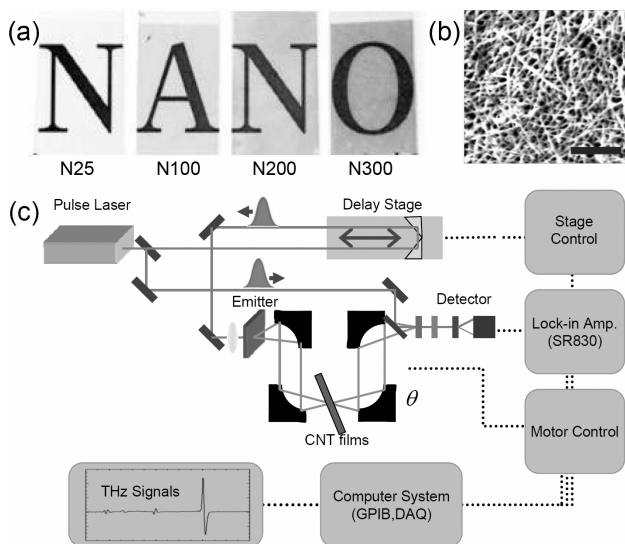 (a)
N A N O
N25 N100 N200 N300
(b)
(c)
Pulse Laser
Delay Stage
Stage
Control
Emitter
Detector
Lock-in Amp.
(SR830)
θ
CNT films
Motor Control
THz Signals
Computer System
(GPIB,DAQ)